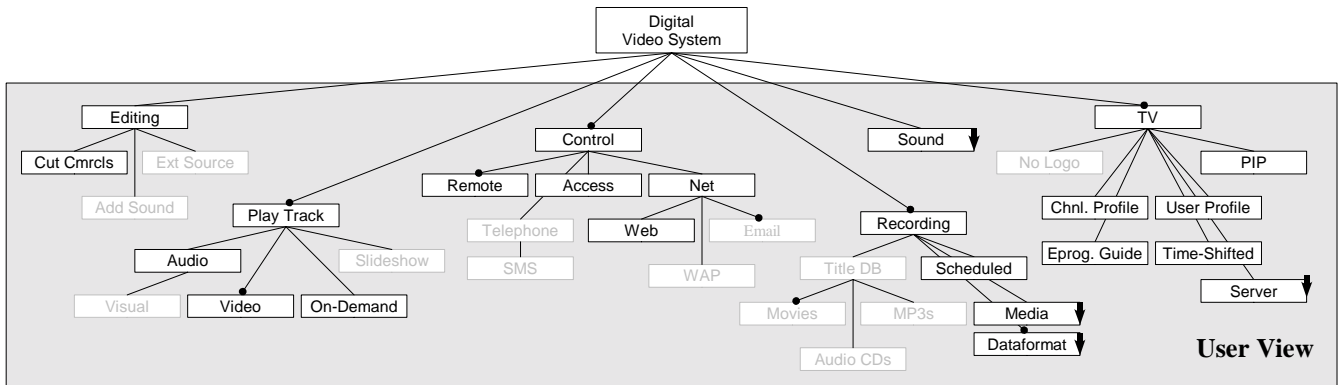 Digital
Video System
Editing
TV
Control
Sound
Cut Cmrcls
Ext Source
No Logo
PIP
Remote
Access
Net
Add Sound
Play Track
Chnl. Profile
User Profile
Recording
Telephone
Web
Email
Audio
Slideshow
Eprog. Guide
Time-Shifted
SMS
WAP
Title DB
Scheduled
Server
Visual
Video
On-Demand
Movies
MP3s
Media
Dataformat
User View
Audio CDs